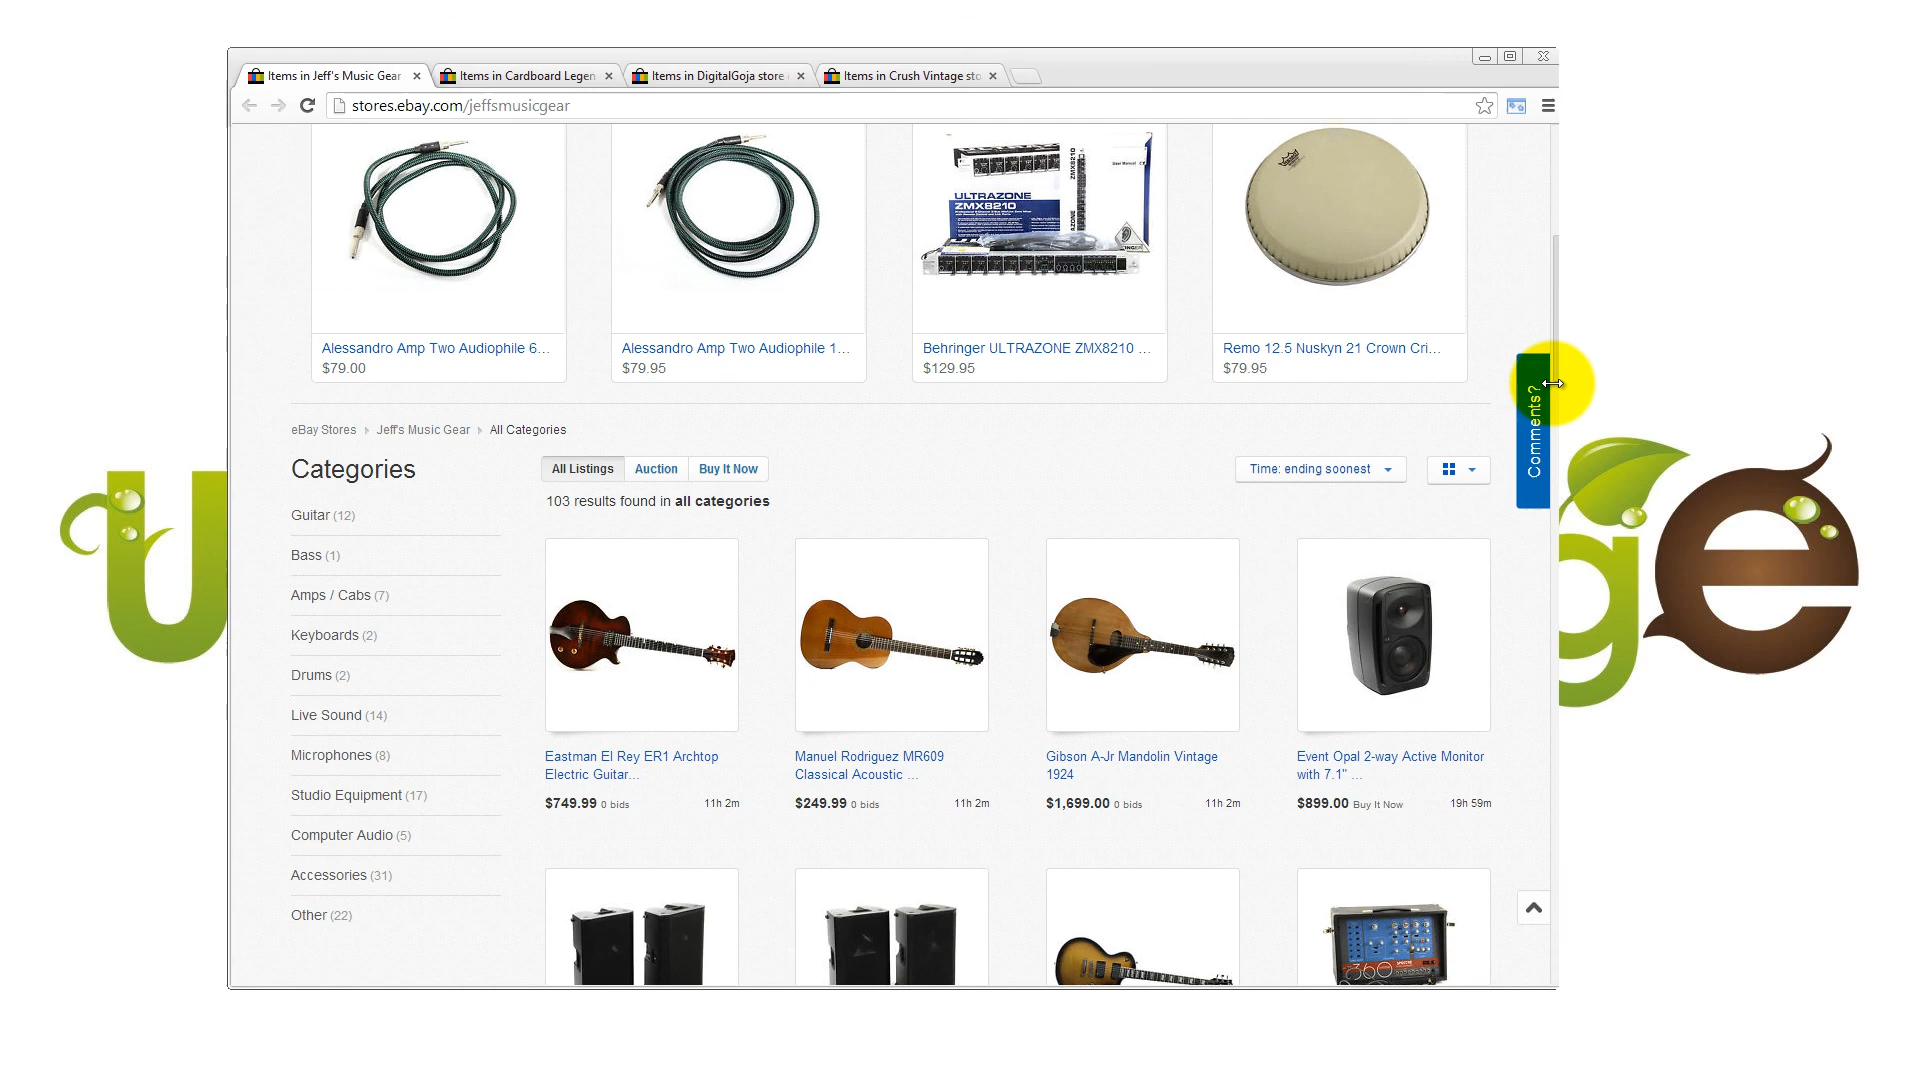 Items in Jeff's Music Gear
Items in Cardboard Legen
Items in DigitalGoja store
Items in Crush Vintage sto
stores.ebay.com/jeffsmusicgear
ULTRAZONE
ZMX8210
ZMX8210
User Manual
Alessandro Amp Two Audiophile 6...
$79.00
Alessandro Amp Two Audiophile 1...
$79.95
Behringer ULTRAZONE ZMX8210 ...
$129.95
Remo 12.5 Nuskyn 21 Crown Cri...
$79.95
Comments?
eBay Stores
Jeff's Music Gear
All Categories
Categories
All Listings
Auction
Buy It Now
Time: ending soonest
103 results found in all categories
Guitar (12)
Bass (1)
Amps / Cabs (7)
Keyboards (2)
Drums (2)
Live Sound (14)
Microphones (8)
Studio Equipment (17)
Computer Audio (5)
Accessories (31)
Other (22)
Eastman El Rey ER1 Archtop
Electric Guitar...
$749.99 0 bids 11h 2m
Manuel Rodriguez MR609
Classical Acoustic ...
$249.99 0 bids 11h 2m
Gibson A-Jr Mandolin Vintage
1924
$1,699.00 0 bids 11h 2m
Event Opal 2-way Active Monitor
with 7.1" ...
$899.00 Buy It Now 19h 59m
360
u
ge